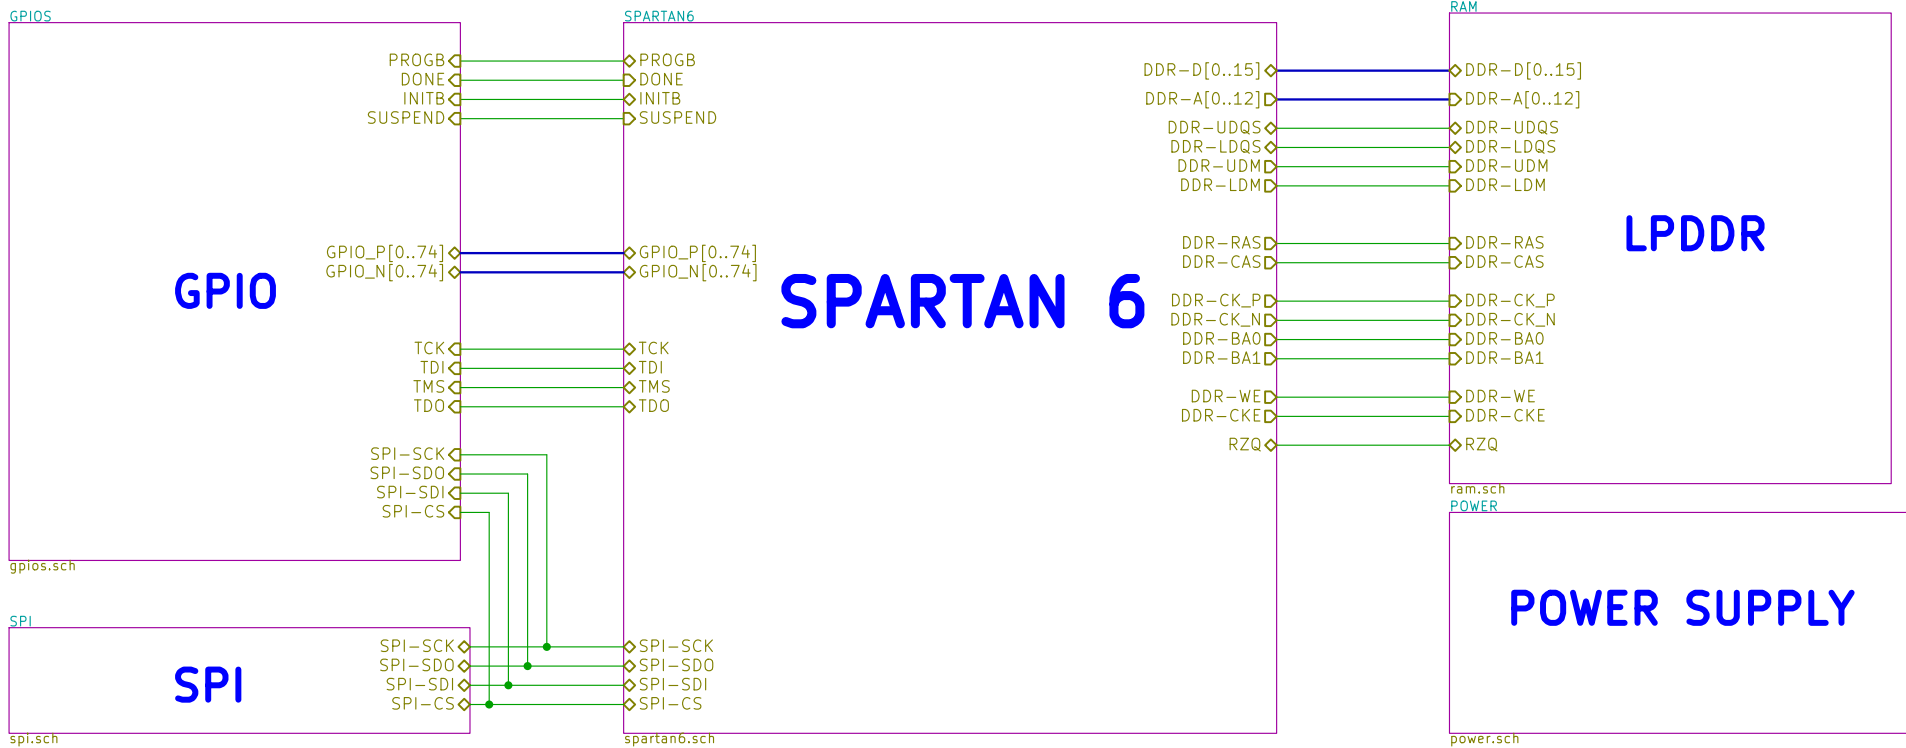 GPIOS
PROGB
DONE
INITB
SUSPEND
GPIO_P[0..74]
GPIO_N[0..74]
GPIO
TCK
TDI
TMS
TDO
SPI-SCK
SPI-SDO
SPI-SDI
SPI-CS
gpios.sch
SPI
SPI-SCK
SPI-SDO
SPI-SDI
SPI-CS
SPI
spi.sch
SPARTAN6
PROGB
DONE
INITB
SUSPEND
GPIO_P[0..74]
GPIO_N[0..74]
SPARTAN 6
TCK
TDI
TMS
TDO
SPI-SCK
SPI-SDO
SPI-SDI
SPI-CS
DDR-D[0..15]
DDR-A[0..12]
DDR-UDQS
DDR-LDQS
DDR-UDM
DDR-LDM
DDR-RAS
DDR-CAS
DDR-CK_P
DDR-CK_N
DDR-BA0
DDR-BA1
DDR-WE
DDR-CKE
RZQ
spartan6.sch
RAM
DDR-D[0..15]
DDR-A[0..12]
DDR-UDQS
DDR-LDQS
DDR-UDM
DDR-LDM
LPDDR
DDR-RAS
DDR-CAS
DDR-CK_P
DDR-CK_N
DDR-BA0
DDR-BA1
DDR-WE
DDR-CKE
RZQ
ram.sch
POWER
POWER SUPPLY
power.sch